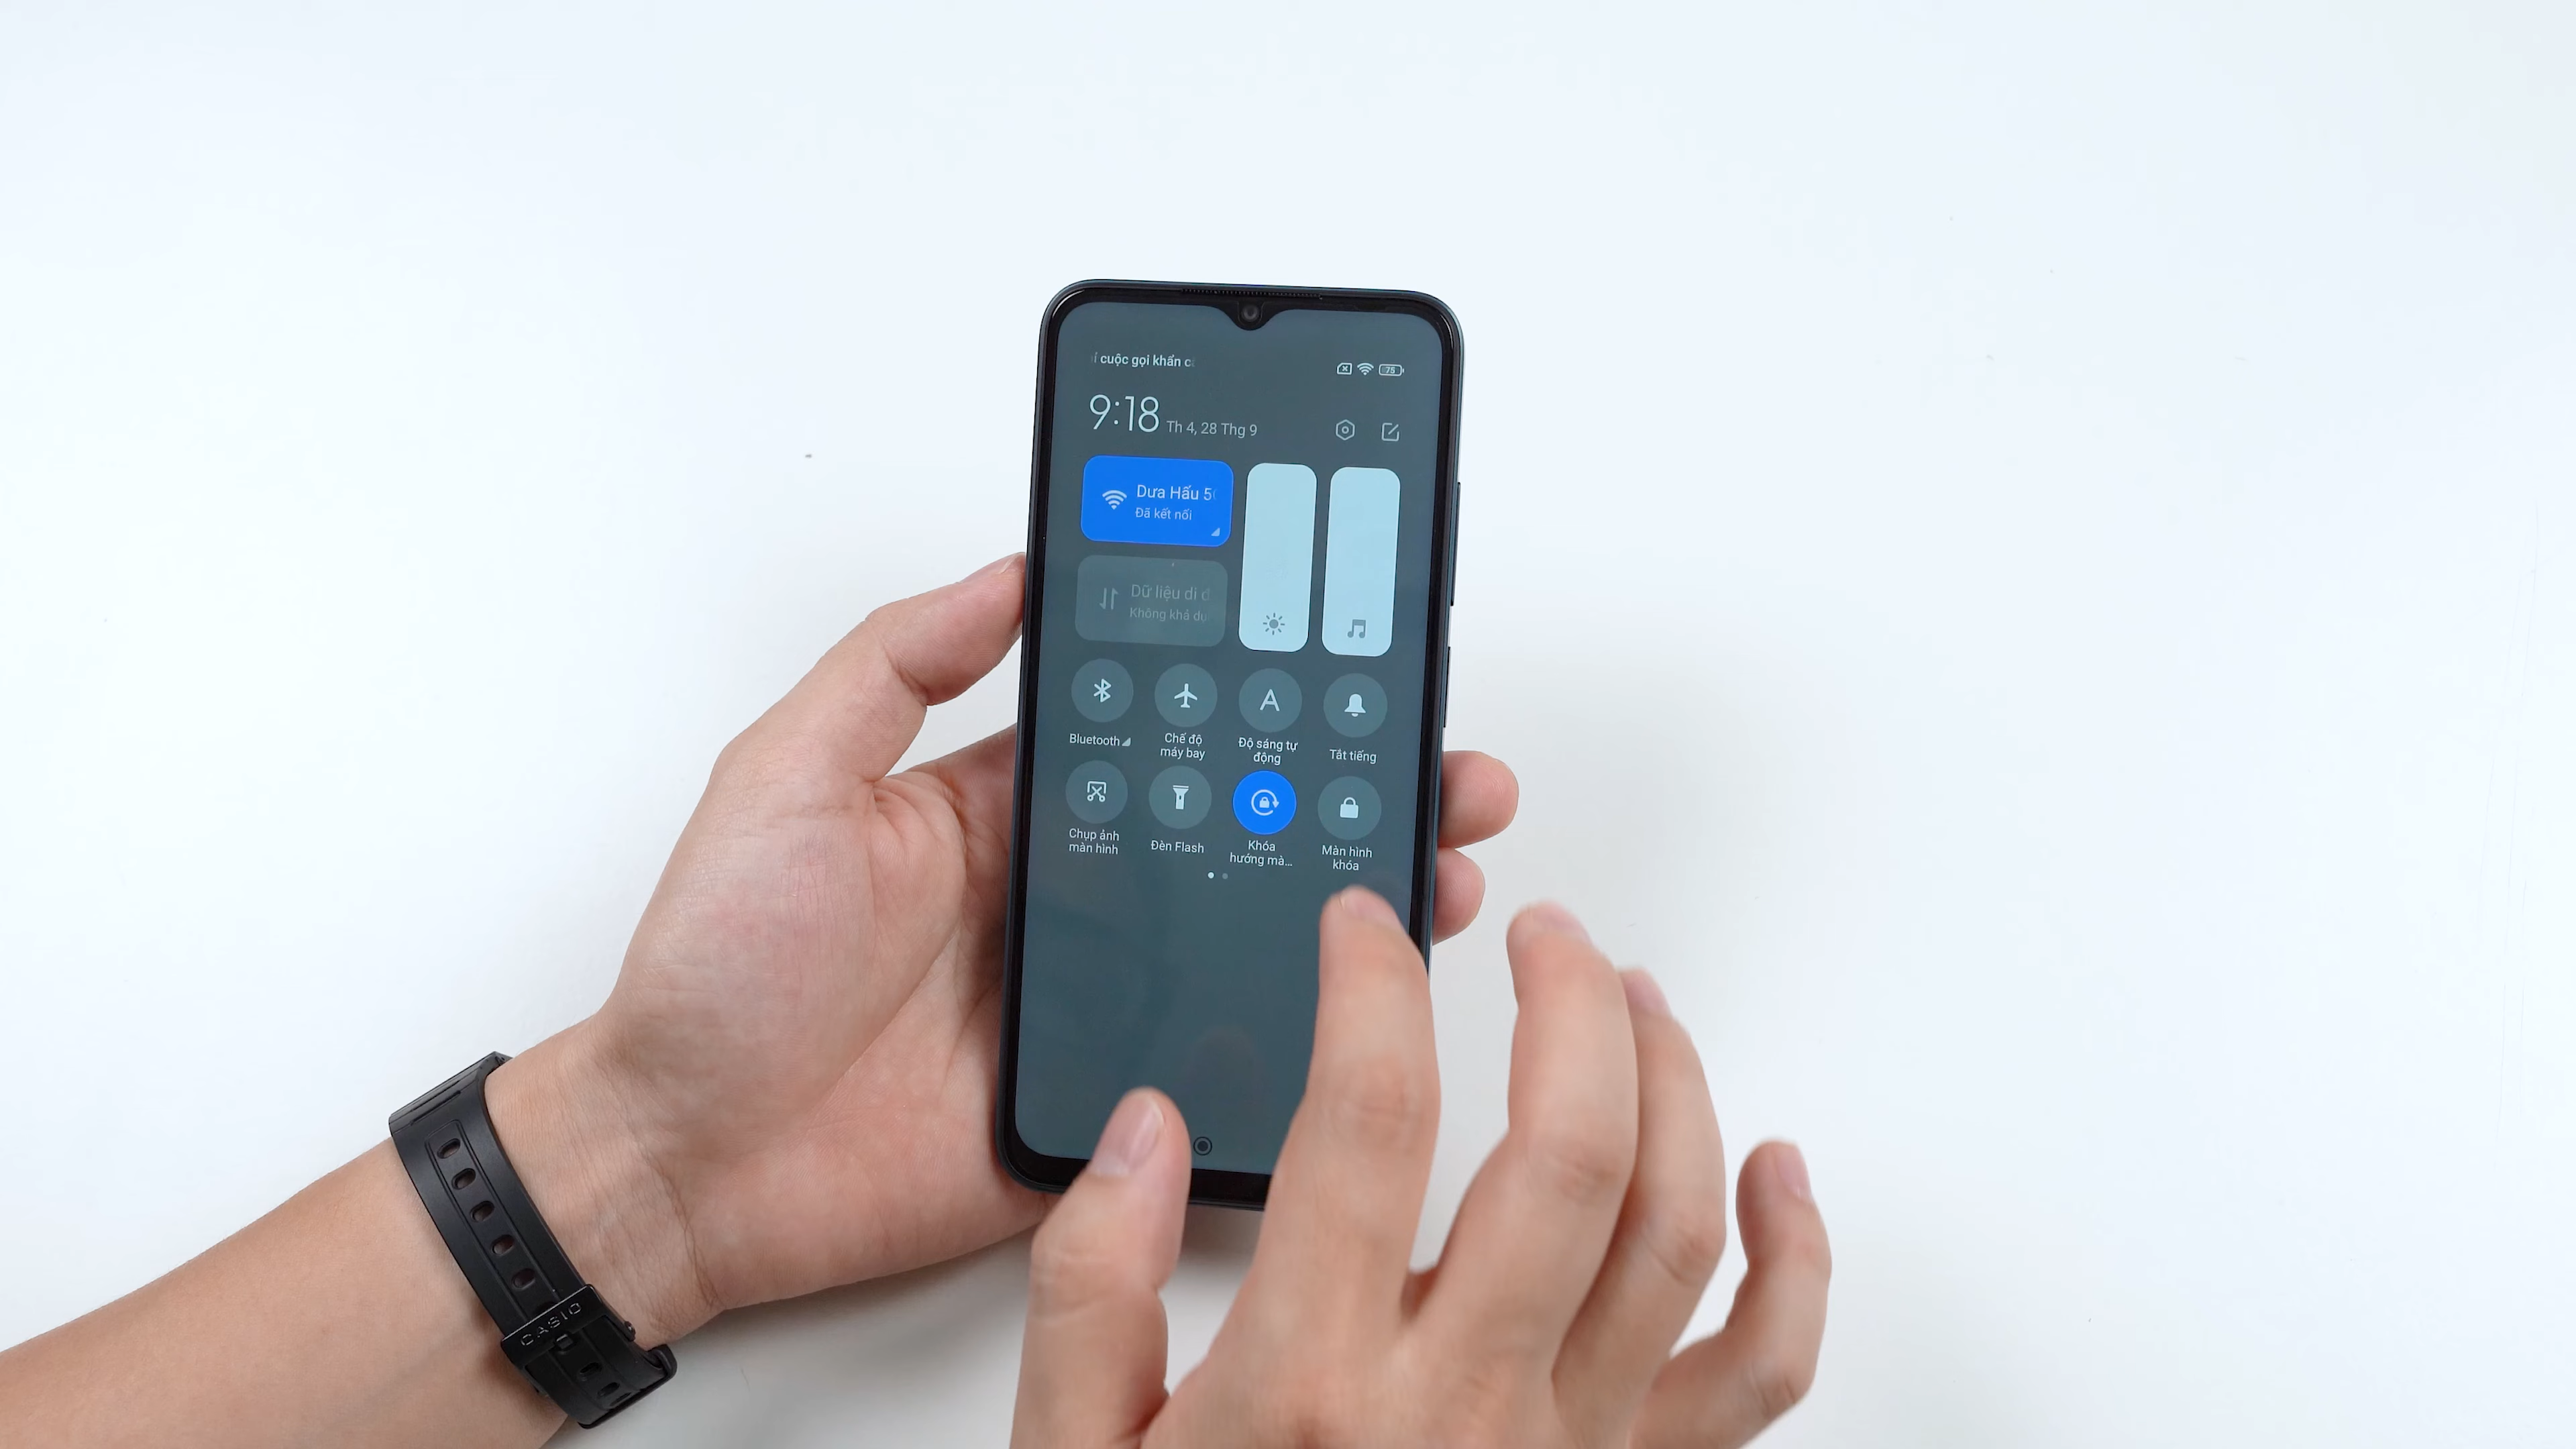 cuộc gọi khẩn
75
9:18 Th 4, 28 Thg 9
Dưa Hấu 5
Đã kết nối
Dữ liệu di
Không khả
Bluetooth
Chế độ
máy bay
A
Độ sáng tự
động
Tắt tiếng
Chụp ảnh
màn hình
Đèn Flash
Khóa
hướng mà...
Màn hình
khóa
CASIO